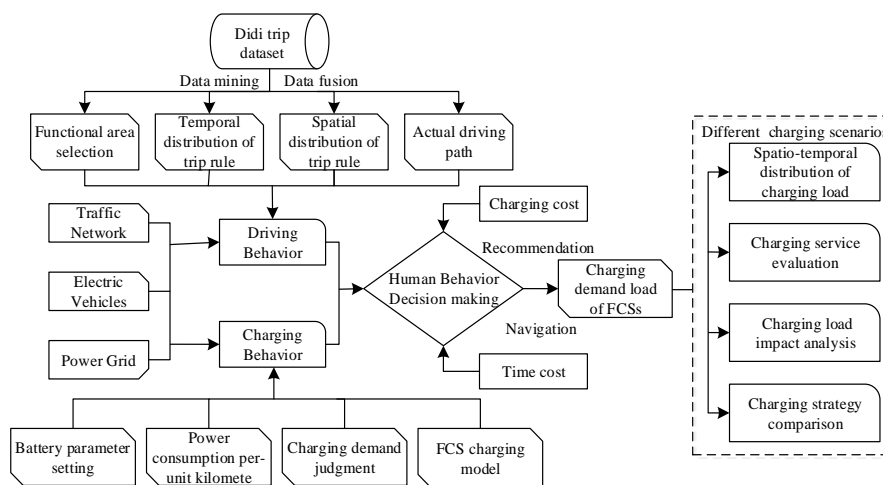 Didi trip
dataset
Data mining
Data fusion
Functional area
selection
Temporal
distribution of
trip rule
Spatial
distribution of
trip rule
Actual driving
path
Different charging scenarios
Spatio-temporal
distribution of
charging load
Charging service
evaluation
Charging load
impact analysis
Charging strategy
comparison
Traffic
Network
Electric
Vehicles
Power Grid
Driving
Behavior
Charging
Behavior
Charging cost
Human Behavior
Decision making
Time cost
Recommendation
Navigation
Charging
demand load
of FCSs
Battery parameter
setting
Power
consumption per-
unit kilomete
Charging demand
judgment
FCS charging
model